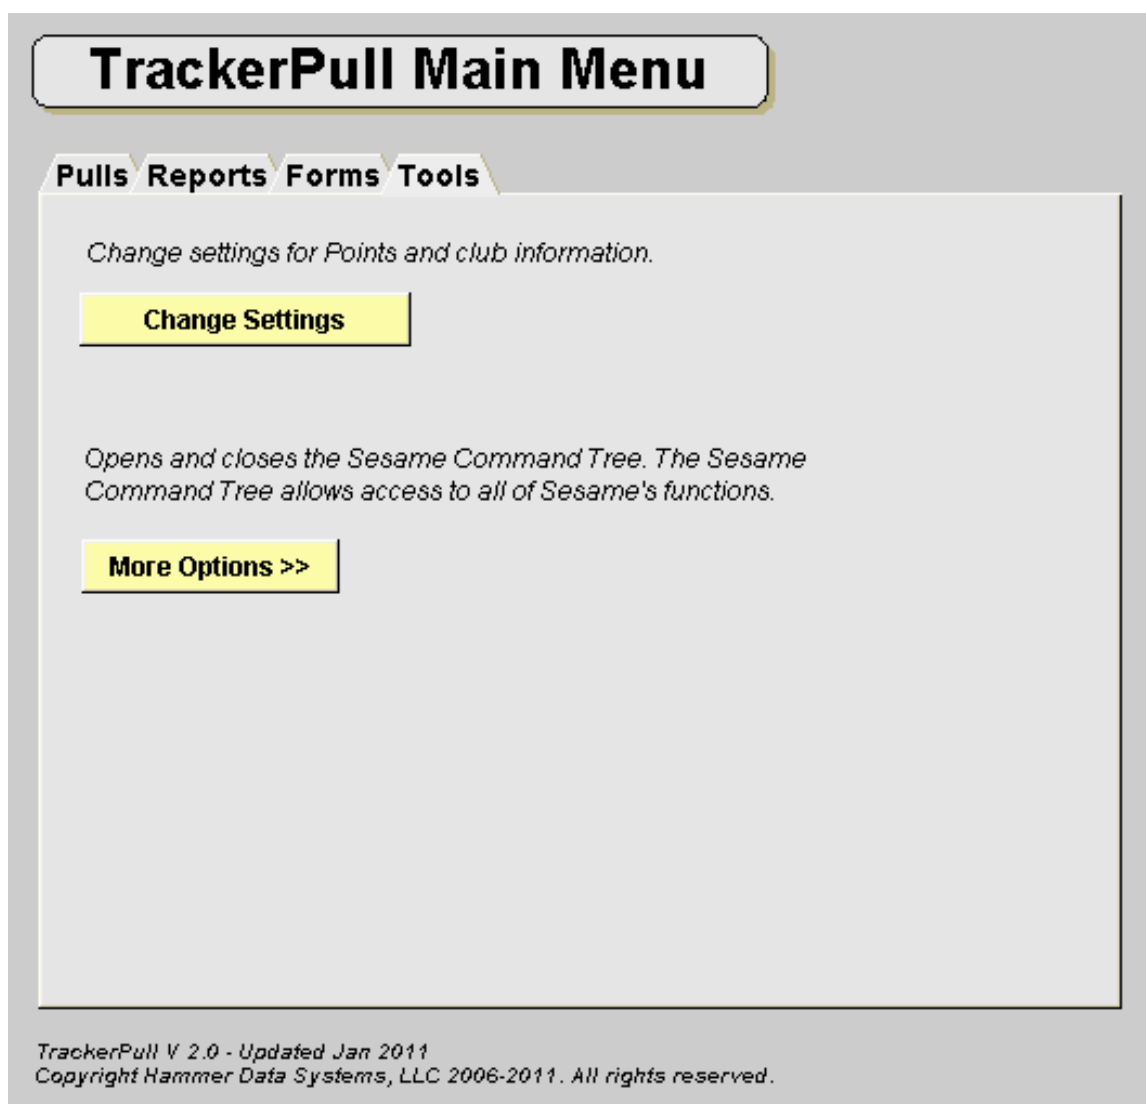 TrackerPull Main Menu
Pulls Reports Forms Tools
Change settings for Points and club information.
Change Settings
Opens and closes the Sesame Command Tree. The Sesame
Command Tree allows access to all of Sesame's functions.
More Options >>
TrackerPull V 2.0 - Updated Jan 2011
Copyright Hammer Data Systems, LLC 2006-2011. All rights reserved.